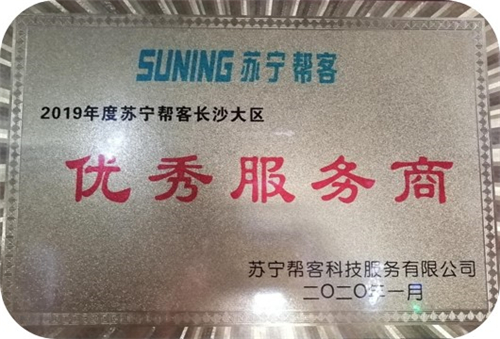 SUNING 苏宁帮客
2019年度苏宁帮客长沙大区
优秀服务商
苏宁帮客科技服务有限公司
二〇二〇年一月